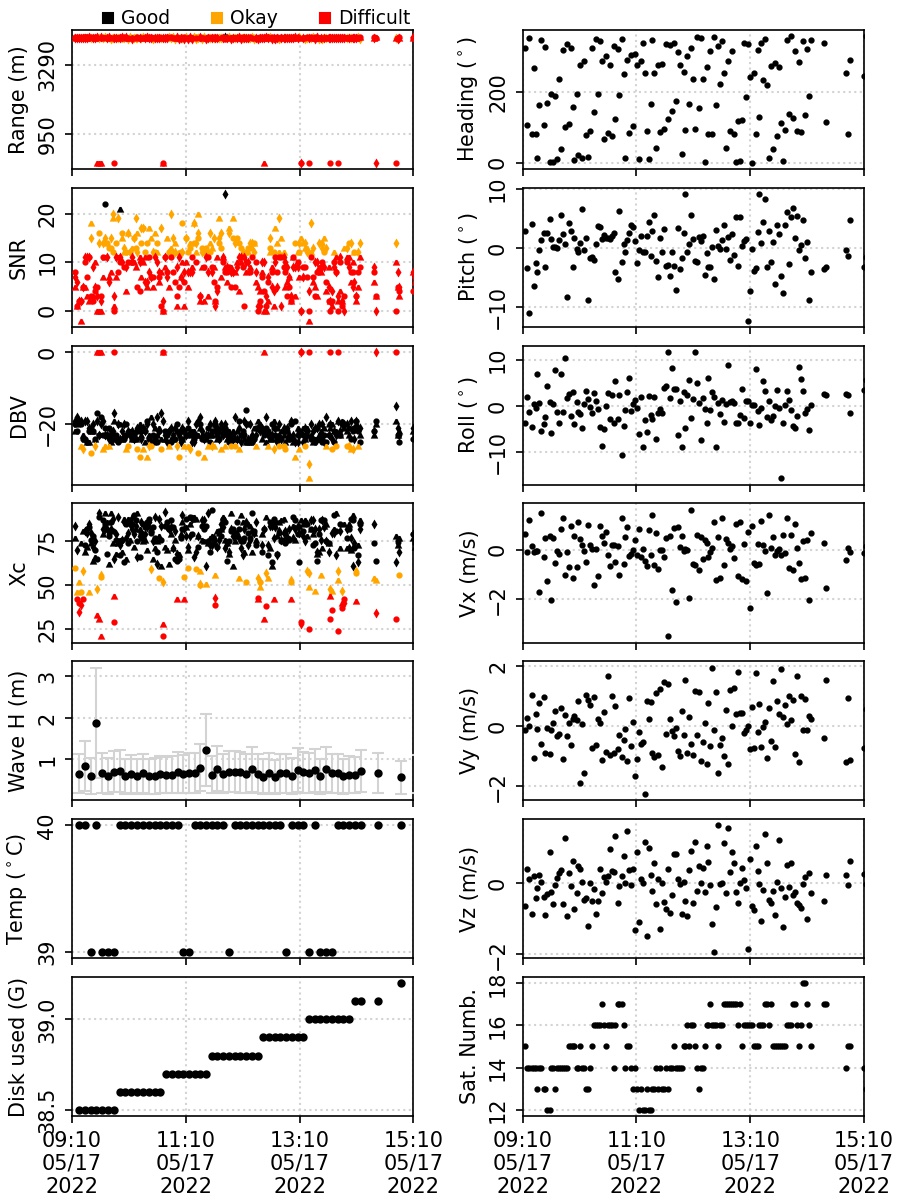 Good Okay Difficult
Range (m)
3290
950
Heading (°)
200
0
SNR
20
10
0
Pitch (°)
10
0
−10
DBV
0
−20
Roll (°)
10
0
−10
Xc
75
50
25
Vx (m/s)
0
−2
Wave H (m)
3
2
1
Vy (m/s)
2
0
−2
Temp (°C)
40
39
Vz (m/s)
0
−2
Disk used (G)
39.0
38.5
Sat. Numb.
18
16
14
12
09:10 11:10 13:10 15:10
05/17 05/17 05/17 05/17
2022 2022 2022 2022
09:10 11:10 13:10 15:10
05/17 05/17 05/17 05/17
2022 2022 2022 2022